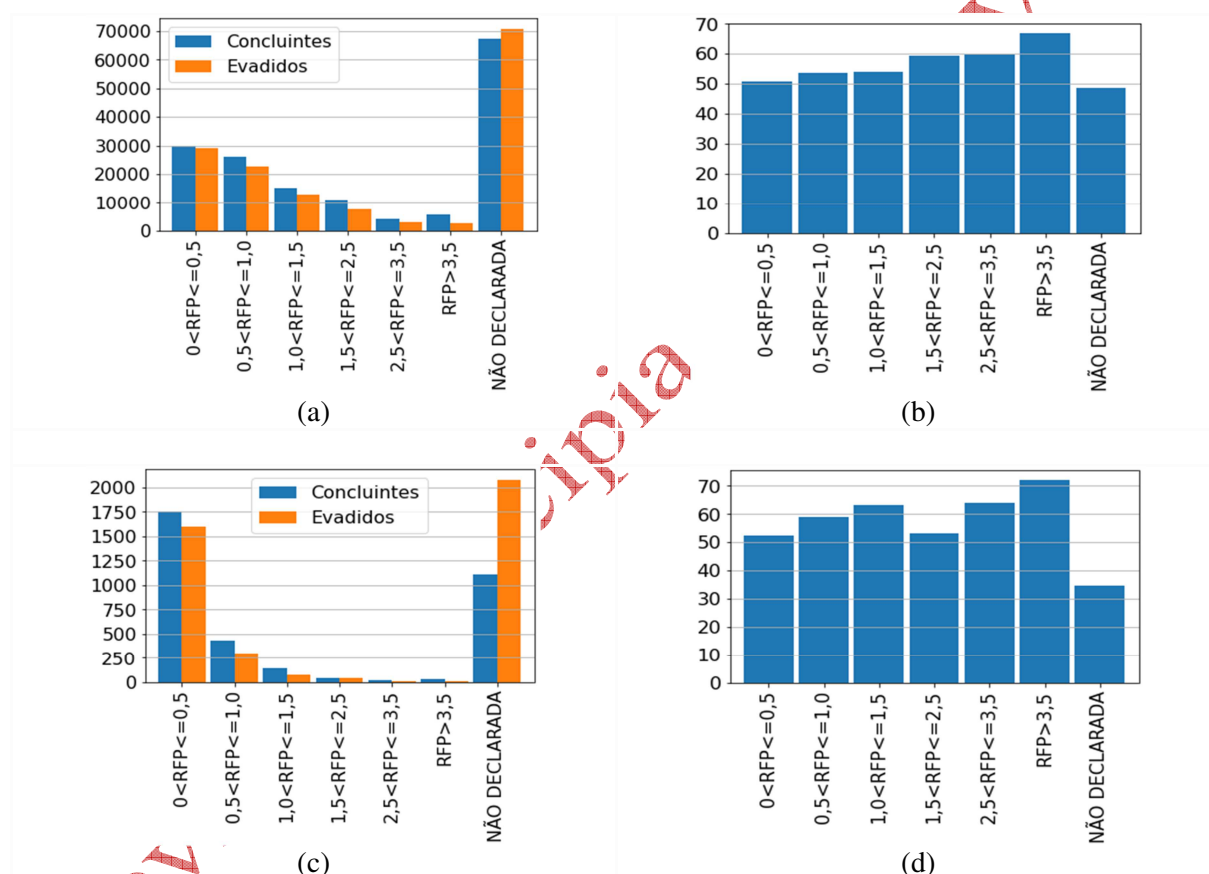 70000
60000
50000
40000
30000
20000
10000
0
Concluintes
Evadidos
0<RFP<=0,5
0,5<RFP<=1,0
1,0<RFP<=1,5
1,5<RFP<=2,5
2,5<RFP<=3,5
RFP>3,5
NÃO DECLARADA
(a)
70
60
50
40
30
20
10
0
0<RFP<=0,5
0,5<RFP<=1,0
1,0<RFP<=1,5
1,5<RFP<=2,5
2,5<RFP<=3,5
RFP>3,5
NÃO DECLARADA
(b)
cipia
2000
1750
1500
1250
1000
750
500
250
0
Concluintes
Evadidos
0<RFP<=0,5
0,5<RFP<=1,0
1,0<RFP<=1,5
1,5<RFP<=2,5
2,5<RFP<=3,5
RFP>3,5
NÃO DECLARADA
(c)
70
60
50
40
30
20
10
0
0<RFP<=0,5
0,5<RFP<=1,0
1,0<RFP<=1,5
1,5<RFP<=2,5
2,5<RFP<=3,5
RFP>3,5
NÃO DECLARADA
(d)